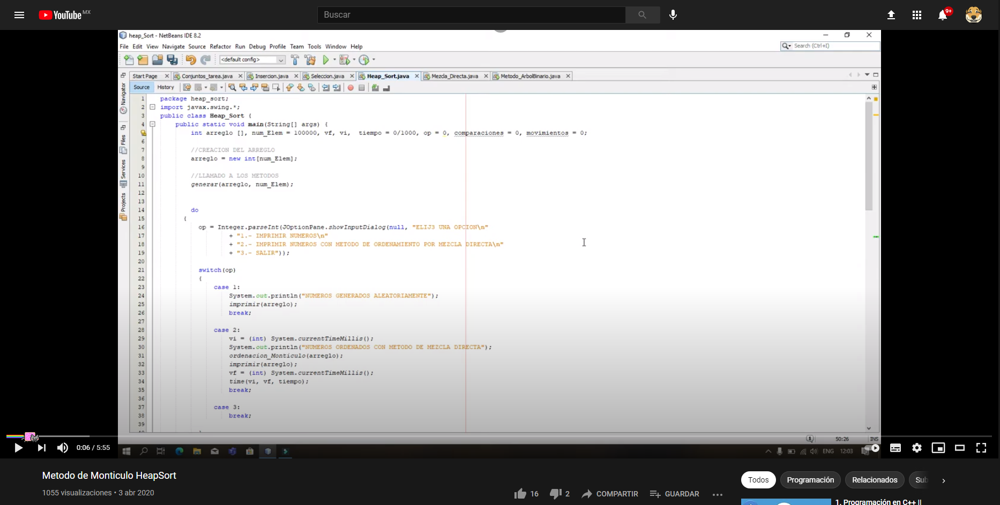 YouTube MX
Buscar
9+
heap_Sort - NetBeans IDE 8.2
File Edit View Navigate Source Refactor Run Debug Profile Team Tools Window Help
Search (Ctrl+I)
<default config>
Start Page Conjuntos_tarea.java Insercion.java Seleccion.java Heap_Sort.java Mezcla_Directa.java Metodo_ArbolBinario.java
Source History
Navigator
Files
Services
Projects
1 package heap_sort;
2 import javax.swing.*;
3 public class Heap_Sort {
4 public static void main(String[] args) {
int arreglo [], num_Elem = 100000, vf, vi, tiempo = 0/1000, op = 0, comparaciones = 0, movimientos = 0;
6
7 //CREACION DEL ARREGLO
8 arreglo = new int[num_Elem];
9
10 //LLAMADO A LOS METODOS
11 generar(arreglo, num_Elem);
12
13
14 do
15 {
16 op = Integer.parseInt(JOptionPane.showInputDialog(null, "ELIJ3 UNA OPCION\n"
17 + "1.- IMPRIMIR NUMEROS\n"
18 + "2.- IMPRIMIR NUMEROS CON METODO DE ORDENAMIENTO POR MEZCLA DIRECTA\n"
19 + "3.- SALIR"));
20
21 switch(op)
22 {
23 case 1:
24 System.out.println("NUMEROS GENERADOS ALEATORIAMENTE");
25 imprimir(arreglo);
26 break;
27
28 case 2:
29 vi = (int) System.currentTimeMillis();
30 System.out.println("NUMEROS ORDENADOS CON METODO DE MEZCLA DIRECTA");
31 ordenacion_Monticulo(arreglo);
32 imprimir(arreglo);
33 vf = (int) System.currentTimeMillis();
34 time(vi, vf, tiempo);
35 break;
36
37 case 3:
38 break;
39
50:26 INS
0:06 / 5:55
ENG 12:03
Metodo de Monticulo HeapSort
1055 visualizaciones • 3 abr 2020
16 2 COMPARTIR GUARDAR
Todos Programación Relacionados Sub
1. Programación en C++ ||